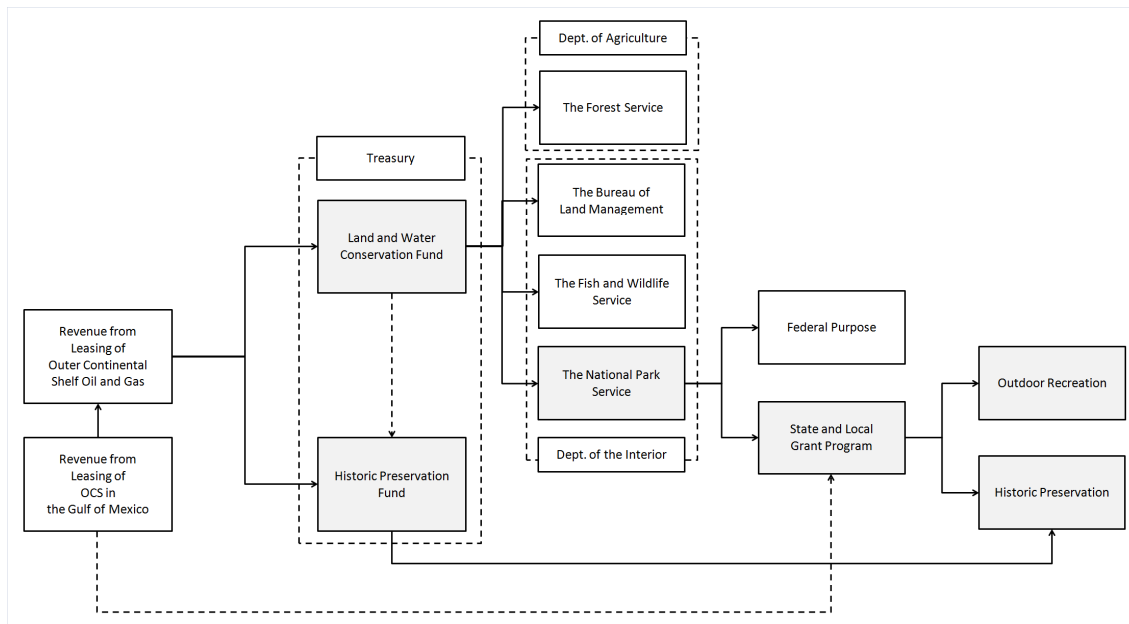 Dept. of Agriculture
The Forest Service
Treasury
The Bureau of
Land Management
Land and Water
Conservation Fund
The Fish and Wildlife
Service
Revenue from
Leasing of
Outer Continental
Shelf Oil and Gas
Federal Purpose
The National Park
Service
Outdoor Recreation
State and Local
Grant Program
Revenue from
Leasing of
OCS in
the Gulf of Mexico
Historic Preservation
Fund
Dept. of the Interior
Historic Preservation